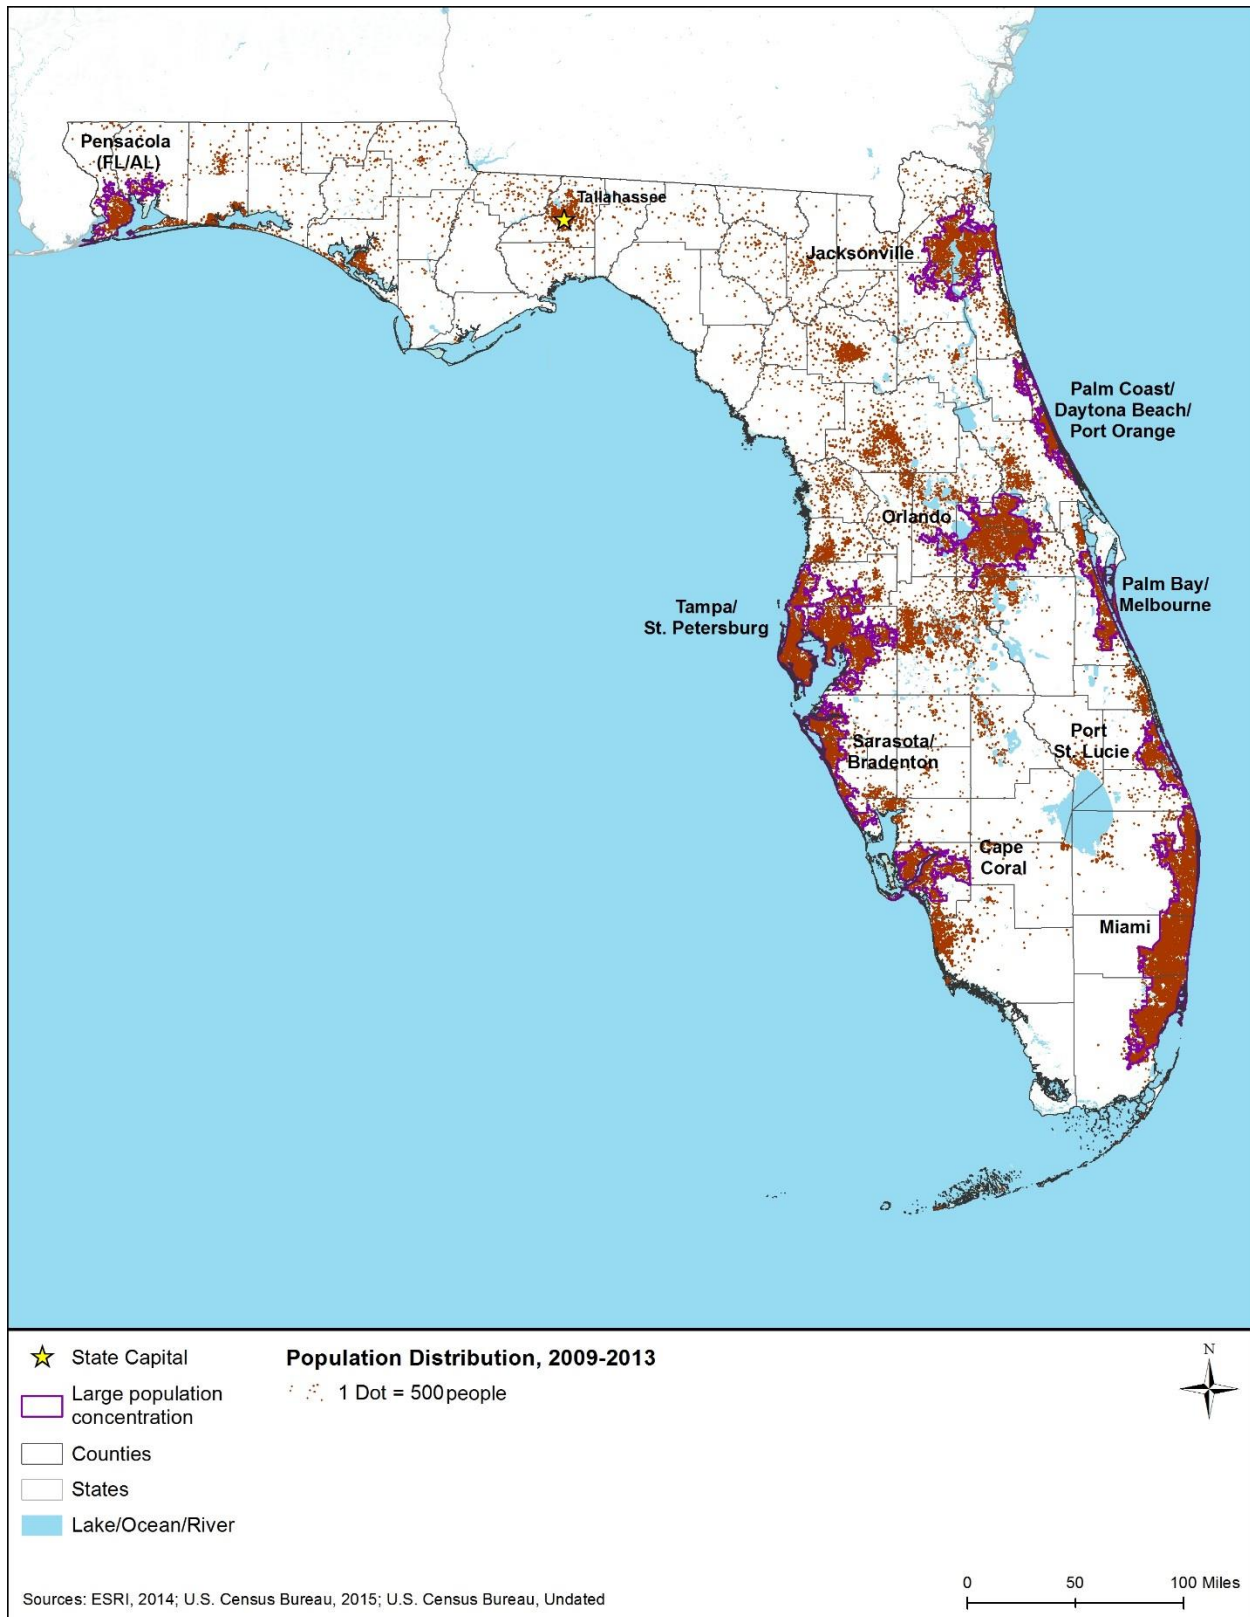 Pensacola
(FL/AL)
Tallahassee
Jacksonville
Palm Coast/
Daytona Beach/
Port Orange
Orlando
Palm Bay/
Melbourne
Tampa/
St. Petersburg
Port
St. Lucie
Sarasota/
Bradenton
Cape
Coral
Miami
State Capital
Large population
concentration
Counties
States
Lake/Ocean/River
Population Distribution, 2009-2013
1 Dot = 500 people
N
Sources: ESRI, 2014; U.S. Census Bureau, 2015; U.S. Census Bureau, Undated
0 50 100 Miles